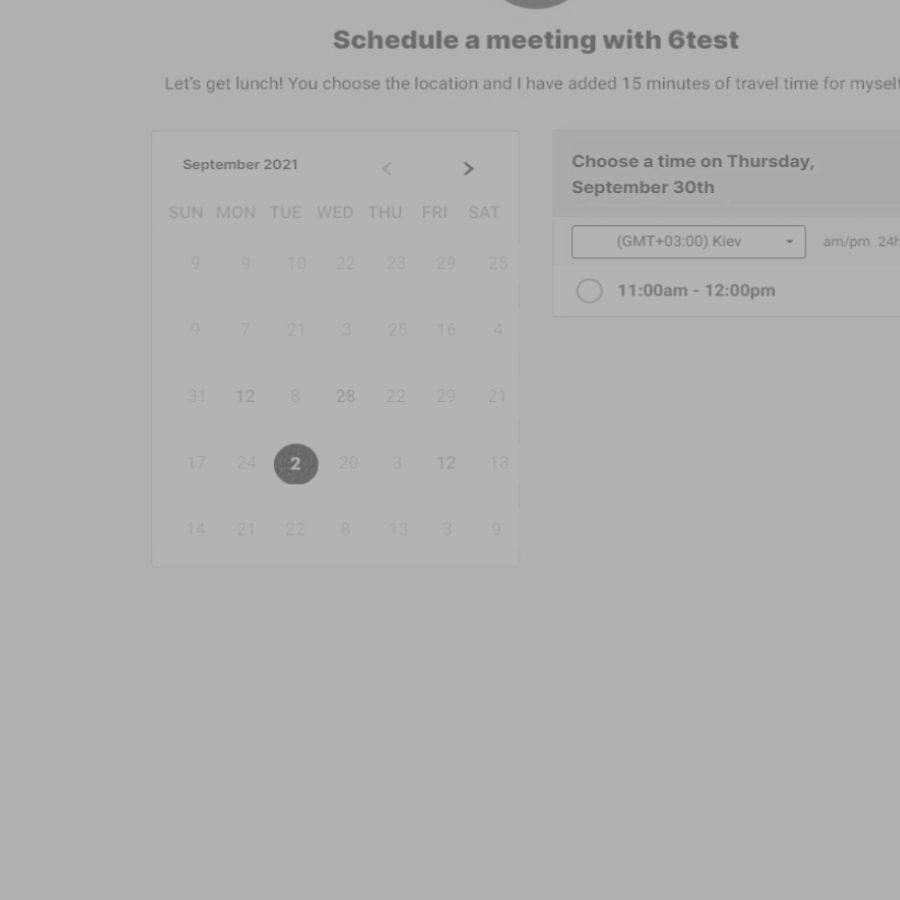 Schedule a meeting with 6test
Let's get lunch! You choose the location and I have added 15 minutes of travel time for myself
September 2021
SUN MON TUE WED THU FRI SAT
9 9 10 22 23 29 25
9 7 21 3 25 16 4
31 12 8 28 22 29 21
17 24 2 20 3 12 13
14 21 22 8 13 3 9
Choose a time on Thursday,
September 30th
(GMT+03:00) Kiev am/pm 24h
11:00am - 12:00pm